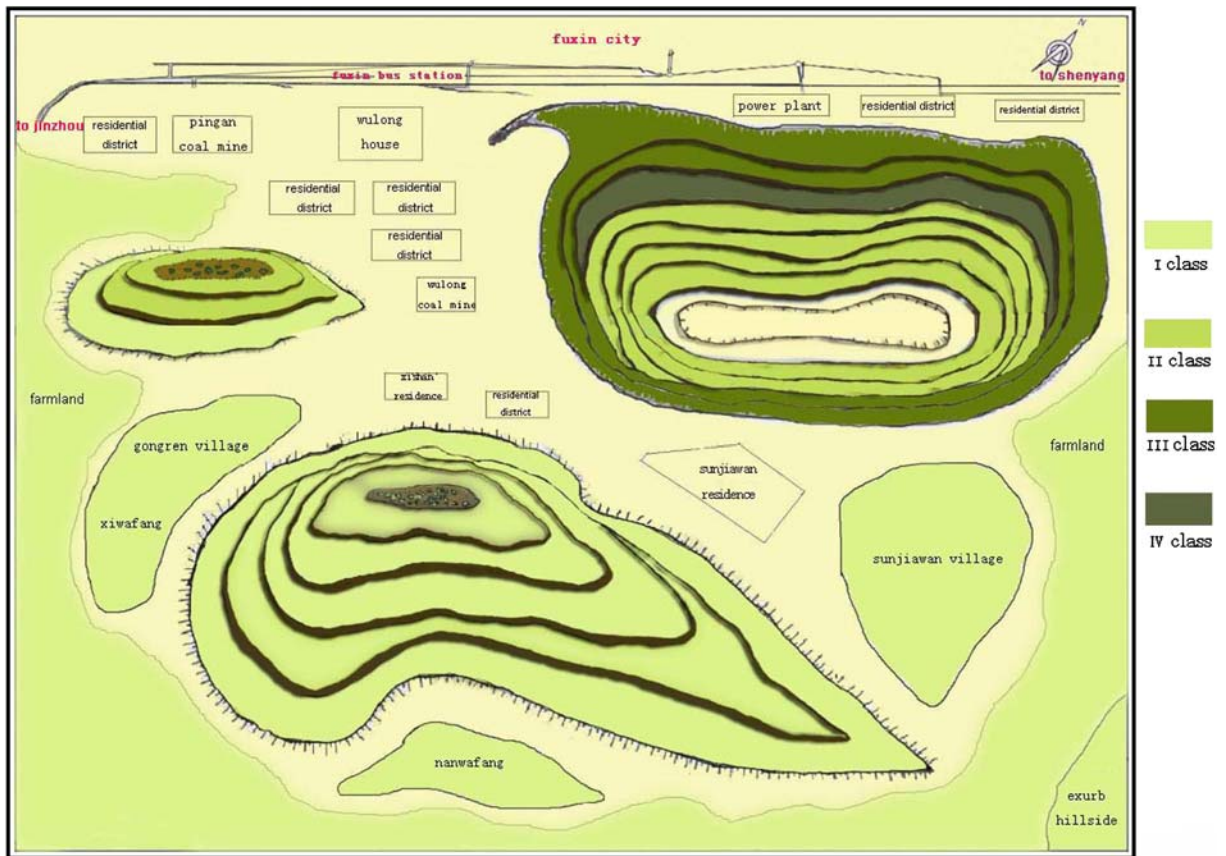 fuxin city
N
fuxin bus station
to shenyang
to jinzhou
residential
district
pingan
coal mine
wulong
house
power plant
residential district
residential district
residential
district
residential
district
residential
district
wulong
coal mine
I class
II class
III class
IV class
farmland
xishan'
residence
residential
district
gongren village
xiwafang
sunjiawan
residence
farmland
sunjiawan village
nanwafang
exurb
hillside